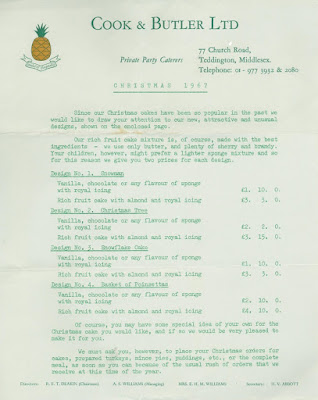 COOK & BUTLER LTD
Private Party Caterers
77 Church Road,
Teddington, Middlesex.
Telephone: 01 - 977 5952 & 2080
CHRISTMAS 1967
Since our Christmas cakes have been so popular in the past we
would like to draw your attention to our new, attractive and unusual
designs, shown on the enclosed page.
Our rich fruit cake mixture is, of course, made with the best
ingredients - we use only butter, and plenty of sherry and brandy.
Your children, however, might prefer a lighter sponge mixture and so
for this reason we give you two prices for each design.
Design No. 1. Snowman
Vanilla, chocolate or any flavour of sponge
with royal icing £1. 10. 0.
Rich fruit cake with almond and royal icing £3. 3. 0.
Design No. 2. Christmas Tree
Vanilla, chocolate or any flavour of sponge
with royal icing £2. 2. 0.
Rich fruit cake with almond and royal icing £3. 15. 0.
Design No. 3. Snowflake Cake
Vanilla, chocolate or any flavour of sponge
with royal icing £1. 10. 0.
Rich fruit cake with almond and royal icing £3. 3. 0.
Design No. 4. Basket of Poinsettas
Vanilla, chocolate or any flavour of sponge
with royal icing £2. 10. 0.
Rich fruit cake with almond and royal icing £4. 10. 0.
Of course, you may have some special idea of your own for the
Christmas cake you would like, and if so we would be very pleased to
make it for you.
We must ask you, however, to place your Christmas orders for
cakes, prepared turkeys, mince pies, puddings, etc., or the complete
meal, as soon as you can because of the usual rush of orders that we
receive at this time of the year.
Directors: (Chairman) A. J. WILLIAMS (Managing) MRS. E. H. M. WILLIAMS Secretary: H. V. ABBOTT